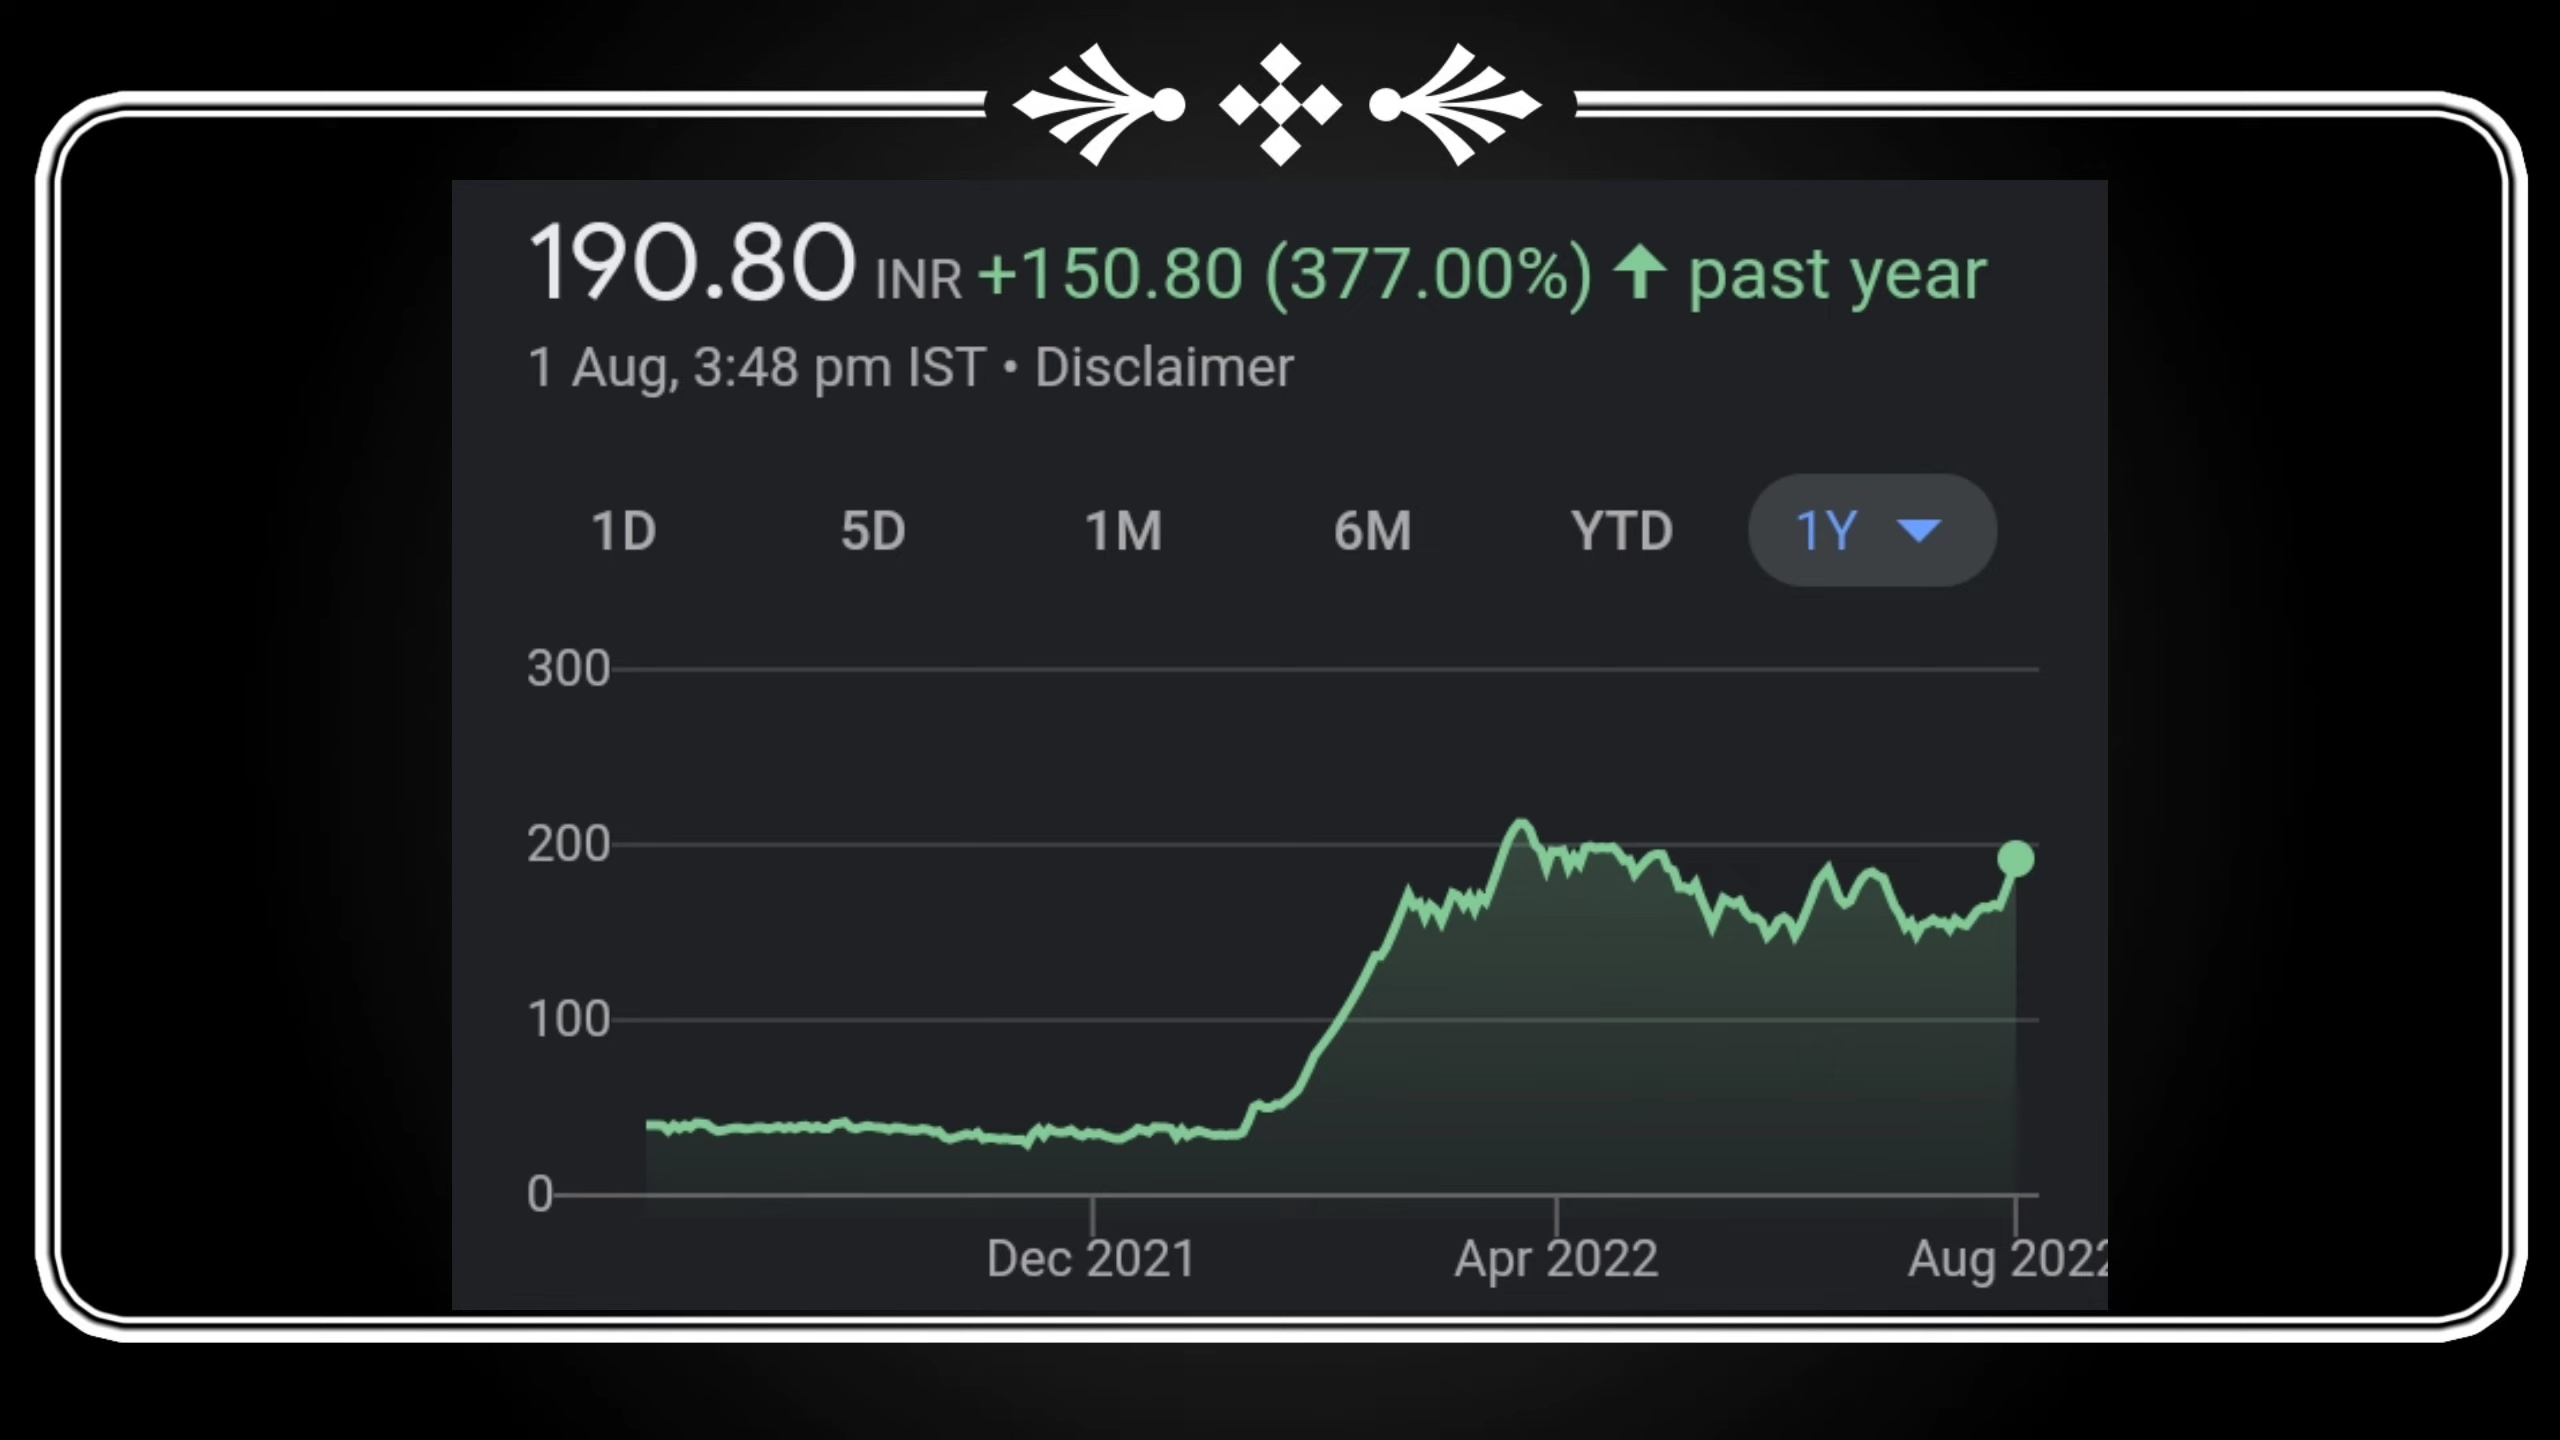 190.80 INR +150.80 (377.00%) ↑ past year
1 Aug, 3:48 pm IST • Disclaimer
1D 5D 1M 6M YTD 1Y
300
200
100
0
Dec 2021 Apr 2022 Aug 2022